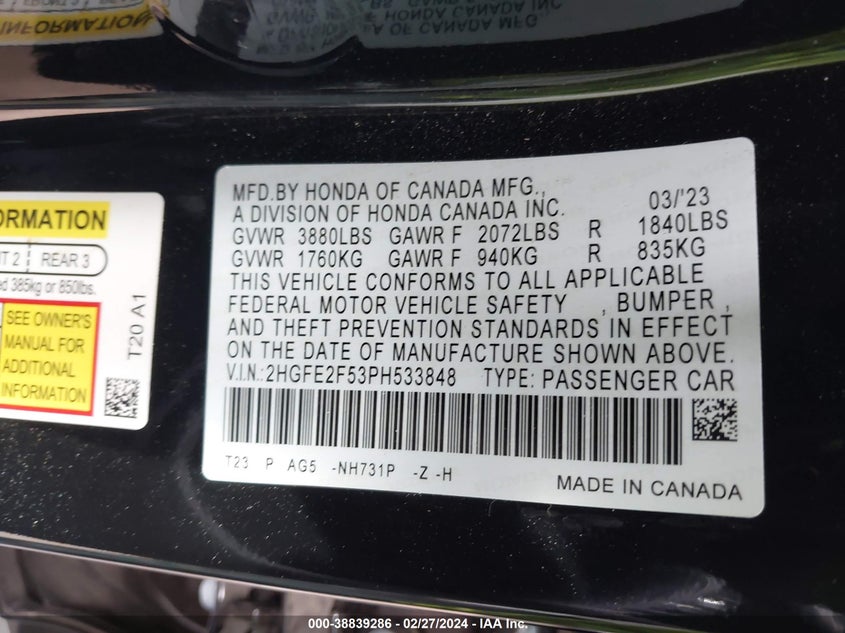 MFD.BY HONDA OF CANADA MFG., 03/'23
A DIVISION OF HONDA CANADA INC.
GVWR 3880LBS GAWR F 2072LBS R 1840LBS
GVWR 1760KG GAWR F 940KG R 835KG
THIS VEHICLE CONFORMS TO ALL APPLICABLE
FEDERAL MOTOR VEHICLE SAFETY , BUMPER ,
AND THEFT PREVENTION STANDARDS IN EFFECT
ON THE DATE OF MANUFACTURE SHOWN ABOVE.
V.I.N.:2HGFE2F53PH533848 TYPE: PASSENGER CAR
T23 P AG5 -NH731P -Z -H
MADE IN CANADA
ORMATION
T 2 REAR 3
ed 385kg or 850lbs.
SEE OWNER'S
MANUAL FOR
ADDITIONAL
INFORMATION
T20 A1
000-38839286 - 02/27/2024 - IAA Inc.